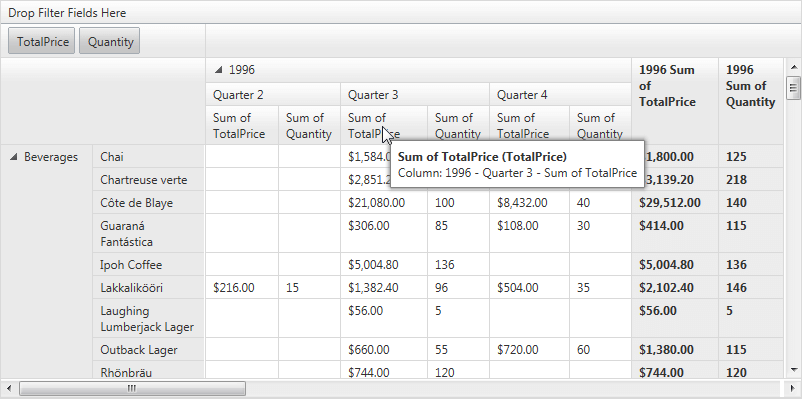 Drop Filter Fields Here
TotalPrice Quantity
1996 1996 Sum of TotalPrice 1996 Sum of Quantity
Quarter 2 Quarter 3 Quarter 4
Sum of TotalPrice Sum of Quantity Sum of TotalPrice Sum of Quantity Sum of TotalPrice Sum of Quantity
Sum of TotalPrice (TotalPrice)
Column: 1996 - Quarter 3 - Sum of TotalPrice
Beverages Chai $1,584.0 1,800.00 125
Chartreuse verte $2,851.2 3,139.20 218
Côte de Blaye $21,080.00 100 $8,432.00 40 $29,512.00 140
Guaraná Fantástica $306.00 85 $108.00 30 $414.00 115
Ipoh Coffee $5,004.80 136 $5,004.80 136
Lakkalikööri $216.00 15 $1,382.40 96 $504.00 35 $2,102.40 146
Laughing Lumberjack Lager $56.00 5 $56.00 5
Outback Lager $660.00 55 $720.00 60 $1,380.00 115
Rhönbräu $744.00 120 $744.00 120